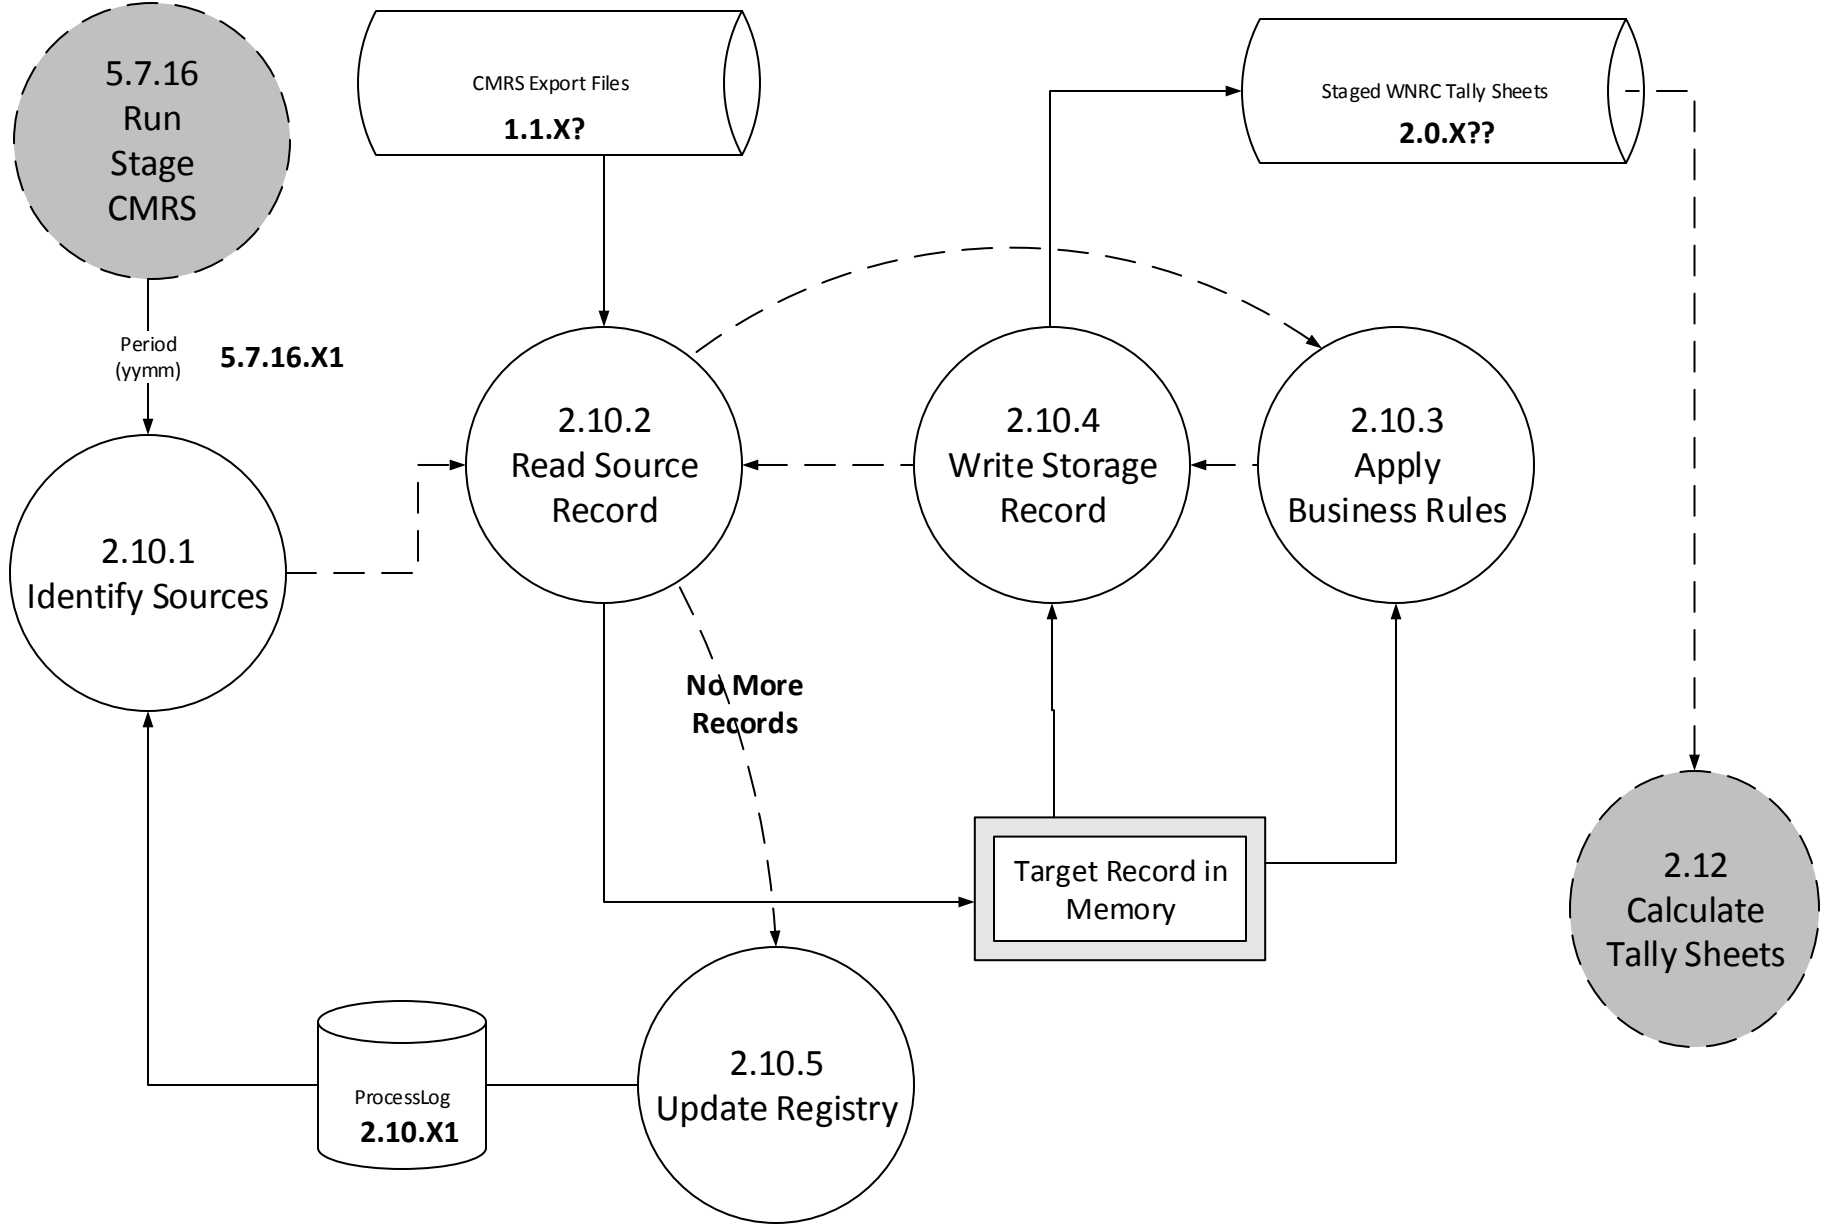 5.7.16
Run
Stage
CMRS
CMRS Export Files
1.1.X?
Staged WNRC Tally Sheets
2.0.X??
Period
(yymm)
5.7.16.X1
2.10.1
Identify Sources
2.10.2
Read Source
Record
2.10.4
Write Storage
Record
2.10.3
Apply
Business Rules
No More
Records
Target Record in
Memory
2.12
Calculate
Tally Sheets
ProcessLog
2.10.X1
2.10.5
Update Registry